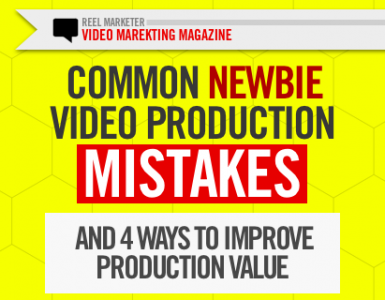 REEL MARKETER
VIDEO MAREKTING MAGAZINE
COMMON NEWBIE
VIDEO PRODUCTION
MISTAKES
AND 4 WAYS TO IMPROVE
PRODUCTION VALUE